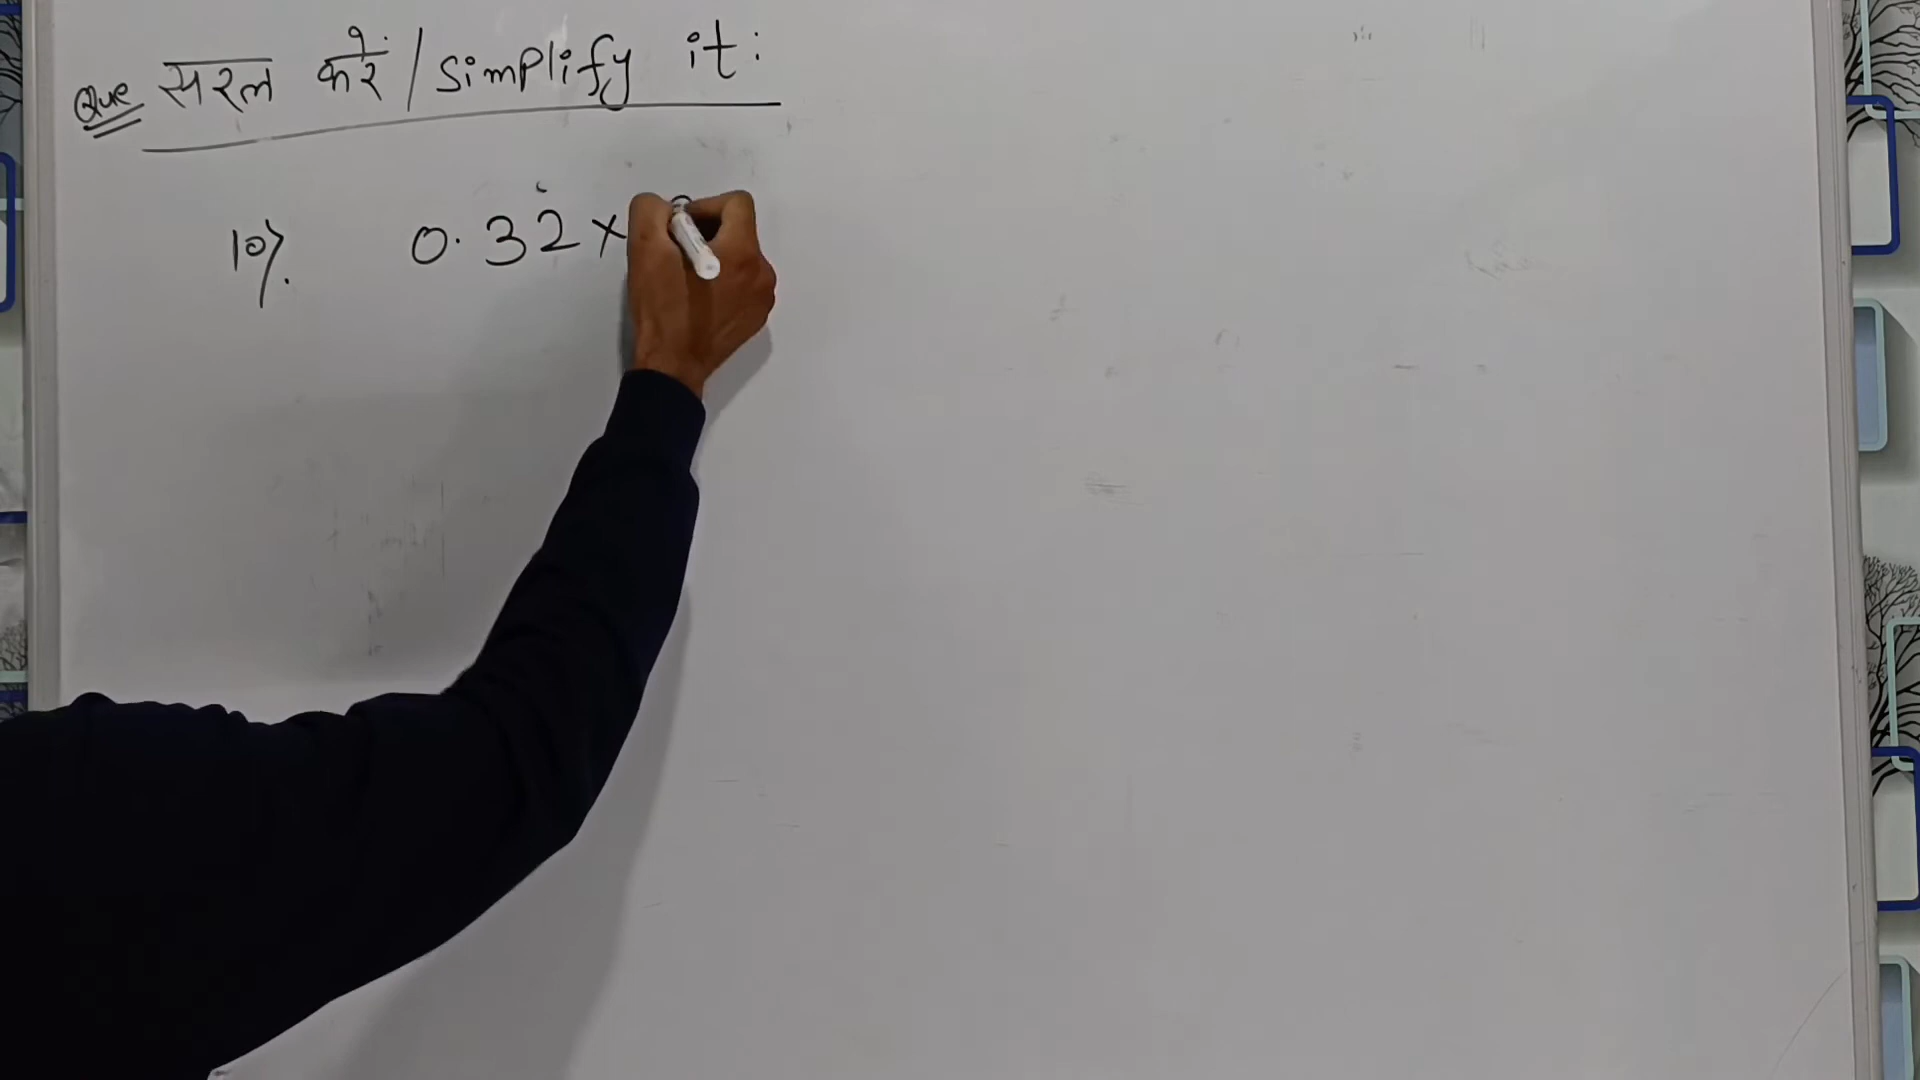 Que सरल करें / Simplify it :
10). 0.32̇ ×